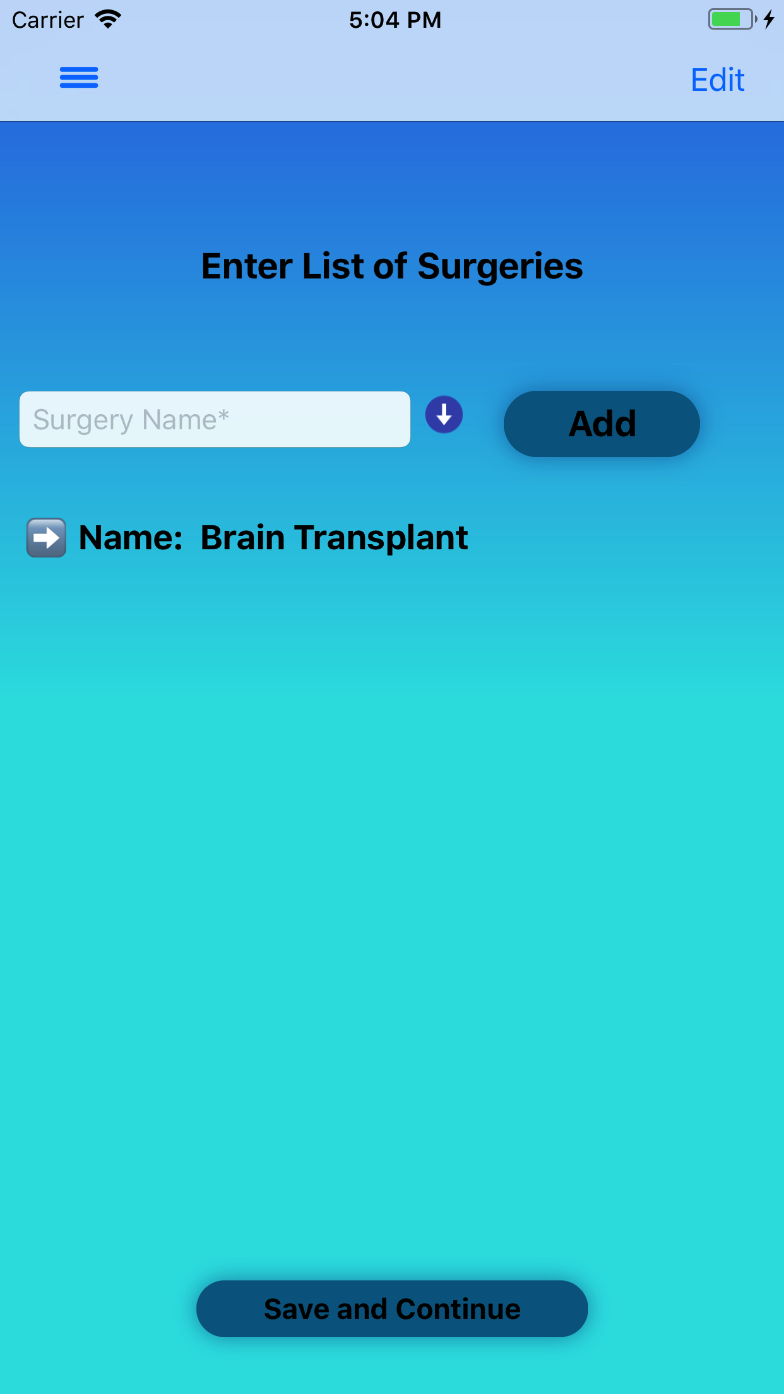 Carrier 5:04 PM
Edit
Enter List of Surgeries
Surgery Name*
Add
Name: Brain Transplant
Save and Continue